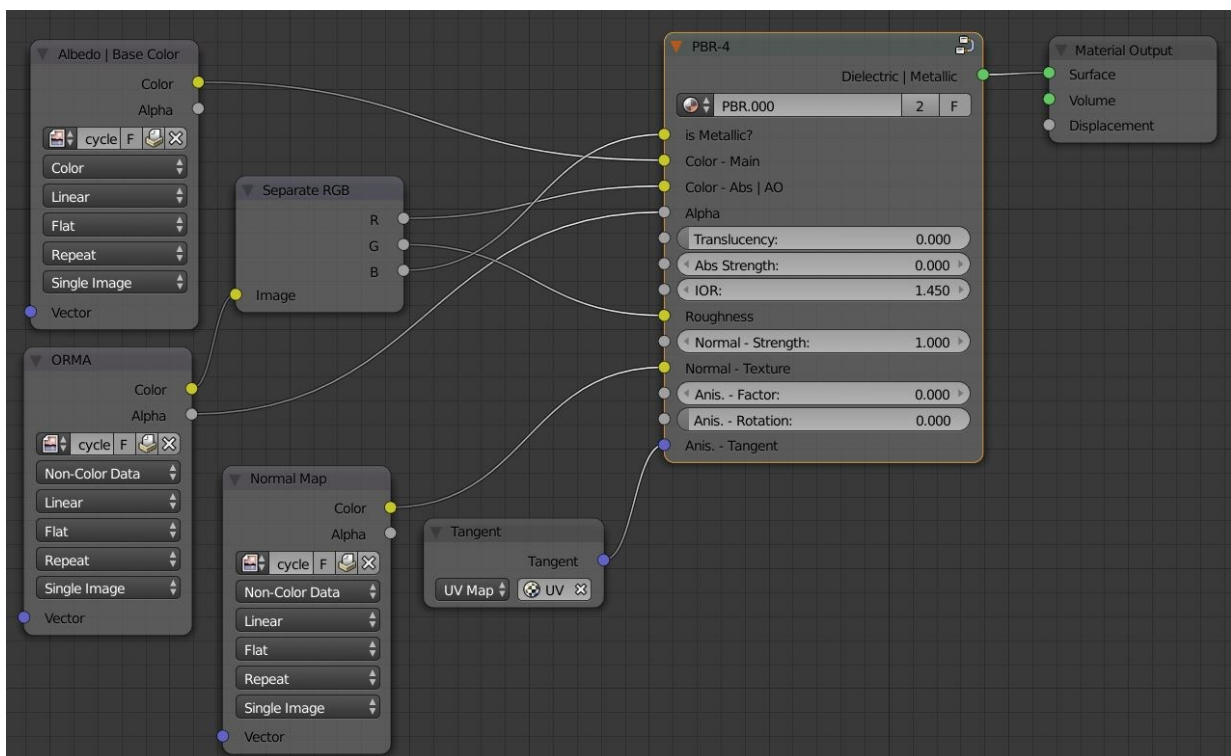 Albedo | Base Color
Color
Alpha
cycle F
Color
Linear
Flat
Repeat
Single Image
Vector
ORMA
Color
Alpha
cycle F
Non-Color Data
Linear
Flat
Repeat
Single Image
Vector
Separate RGB
R
G
B
Image
Normal Map
Color
Alpha
cycle F
Non-Color Data
Linear
Flat
Repeat
Single Image
Vector
Tangent
Tangent
UV Map UV
PBR-4
Dielectric | Metallic
PBR.000 2 F
is Metallic?
Color - Main
Color - Abs | AO
Alpha
Translucency: 0.000
Abs Strength: 0.000
IOR: 1.450
Roughness
Normal - Strength: 1.000
Normal - Texture
Anis. - Factor: 0.000
Anis. - Rotation: 0.000
Anis. - Tangent
Material Output
Surface
Volume
Displacement